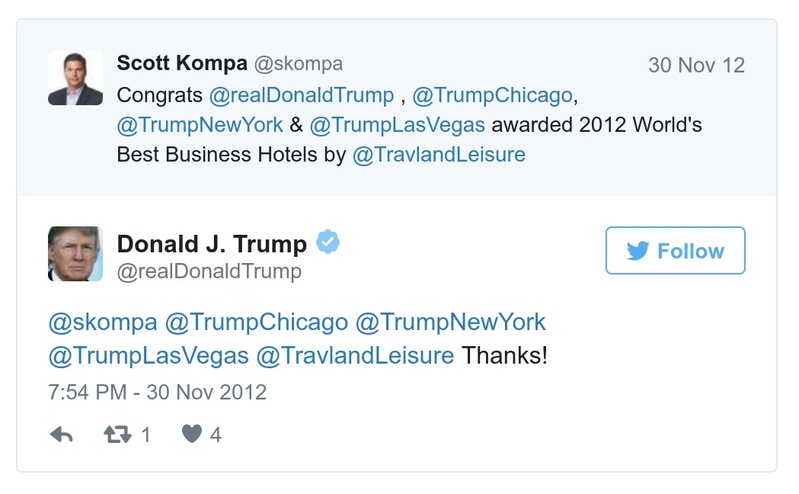 Scott Kompa @skompa 30 Nov 12
Congrats @realDonaldTrump , @TrumpChicago,
@TrumpNewYork & @TrumpLasVegas awarded 2012 World's
Best Business Hotels by @TravlandLeisure
Donald J. Trump
@realDonaldTrump
Follow
@skompa @TrumpChicago @TrumpNewYork
@TrumpLasVegas @TravlandLeisure Thanks!
7:54 PM - 30 Nov 2012
1 4